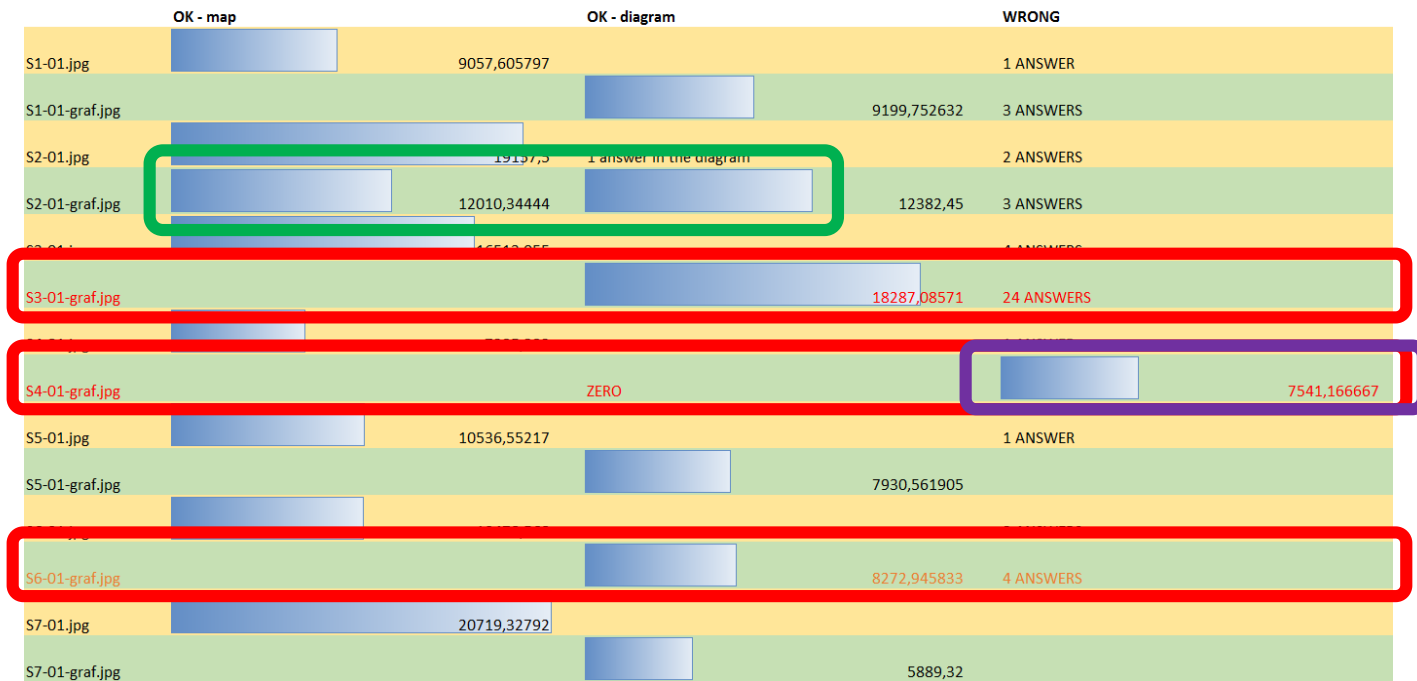 OK - map OK - diagram WRONG
S1-01.jpg 9057,605797 1 ANSWER
S1-01-graf.jpg 9199,752632 3 ANSWERS
S2-01.jpg 19137,5 1 answer in the diagram 2 ANSWERS
S2-01-graf.jpg 12010,34444 12382,45 3 ANSWERS
S3-01-graf.jpg 18287,08571 24 ANSWERS
S4-01-graf.jpg ZERO 7541,166667
S5-01.jpg 10536,55217 1 ANSWER
S5-01-graf.jpg 7930,561905
S6-01-graf.jpg 8272,945833 4 ANSWERS
S7-01.jpg 20719,32792
S7-01-graf.jpg 5889,32